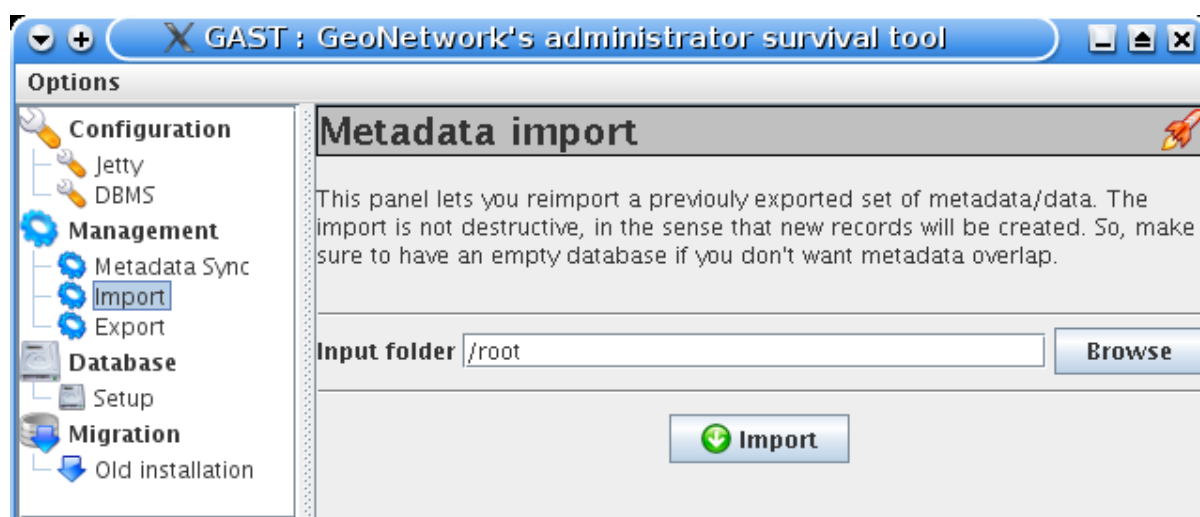 GAST : GeoNetwork's administrator survival tool
Options
Configuration
Jetty
DBMS
Management
Metadata Sync
Import
Export
Database
Setup
Migration
Old installation
Metadata import
This panel lets you reimport a previouly exported set of metadata/data. The
import is not destructive, in the sense that new records will be created. So, make
sure to have an empty database if you don't want metadata overlap.
Input folder /root Browse
Import